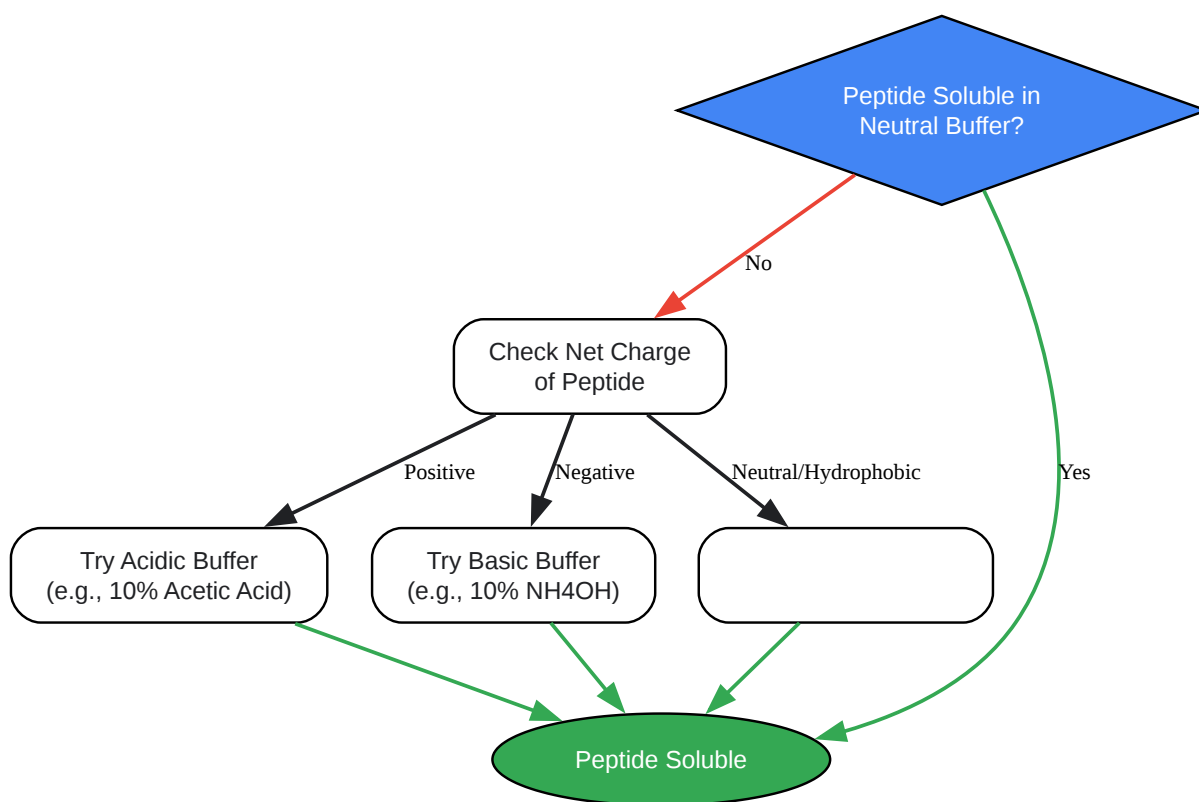 Peptide Soluble in
Neutral Buffer?
No
Check Net Charge
of Peptide
Positive
Negative
Neutral/Hydrophobic
Yes
Try Acidic Buffer
(e.g., 10% Acetic Acid)
Try Basic Buffer
(e.g., 10% NH4OH)
Peptide Soluble